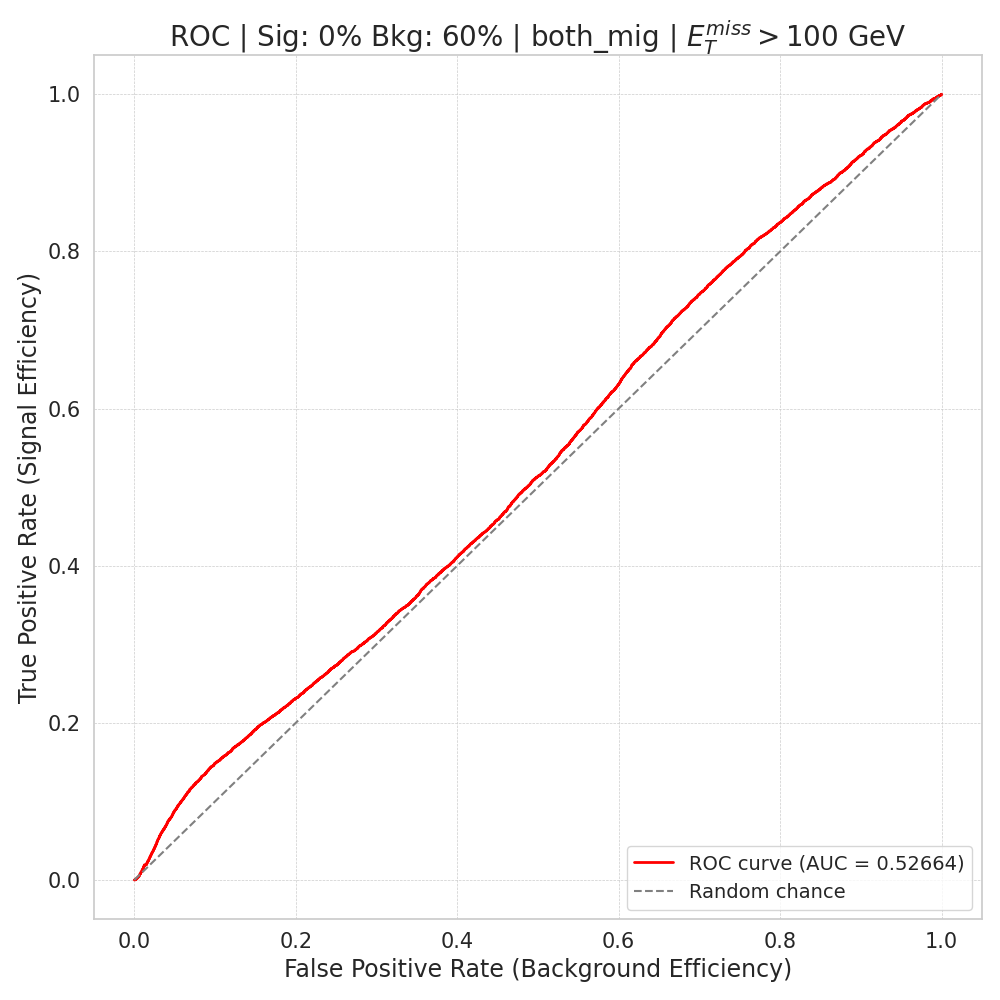 ROC | Sig: 0% Bkg: 60% | both_mig | $E_T^{miss} > 100$ GeV
1.0
0.8
0.6
0.4
0.2
0.0
True Positive Rate (Signal Efficiency)
ROC curve (AUC = 0.52664)
Random chance
0.0 0.2 0.4 0.6 0.8 1.0
False Positive Rate (Background Efficiency)